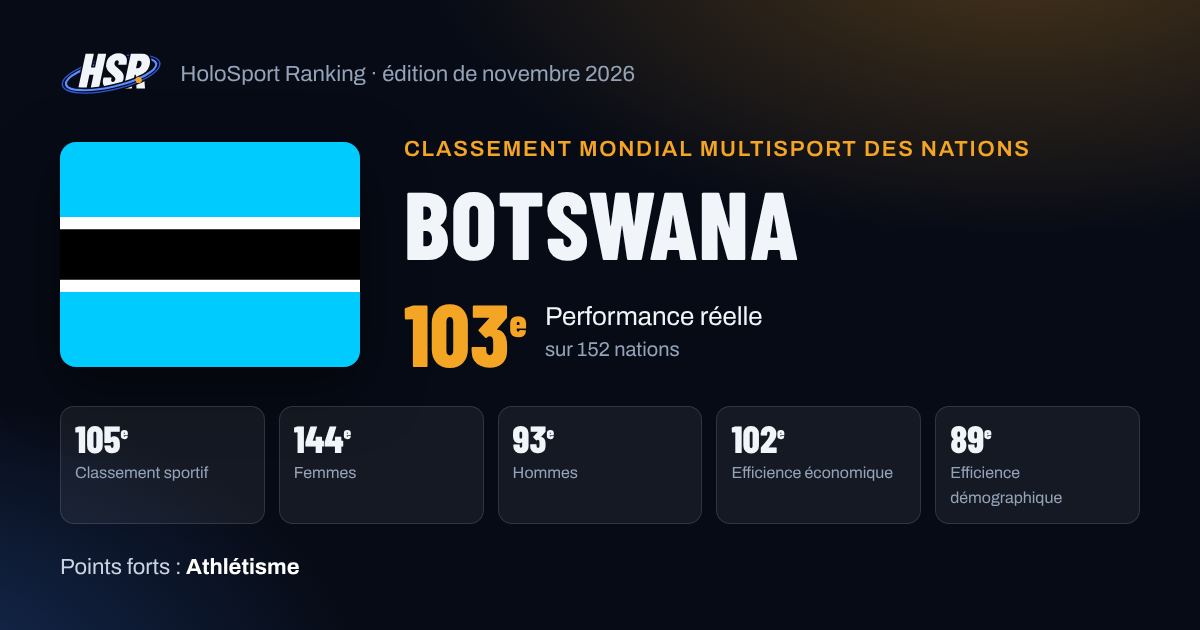 HSR
HoloSport Ranking · édition de novembre 2026
CLASSEMENT MONDIAL MULTISPORT DES NATIONS
BOTSWANA
103e
Performance réelle
sur 152 nations
105e
Classement sportif
144e
Femmes
93e
Hommes
102e
Efficience économique
89e
Efficience
démographique
Points forts : Athlétisme